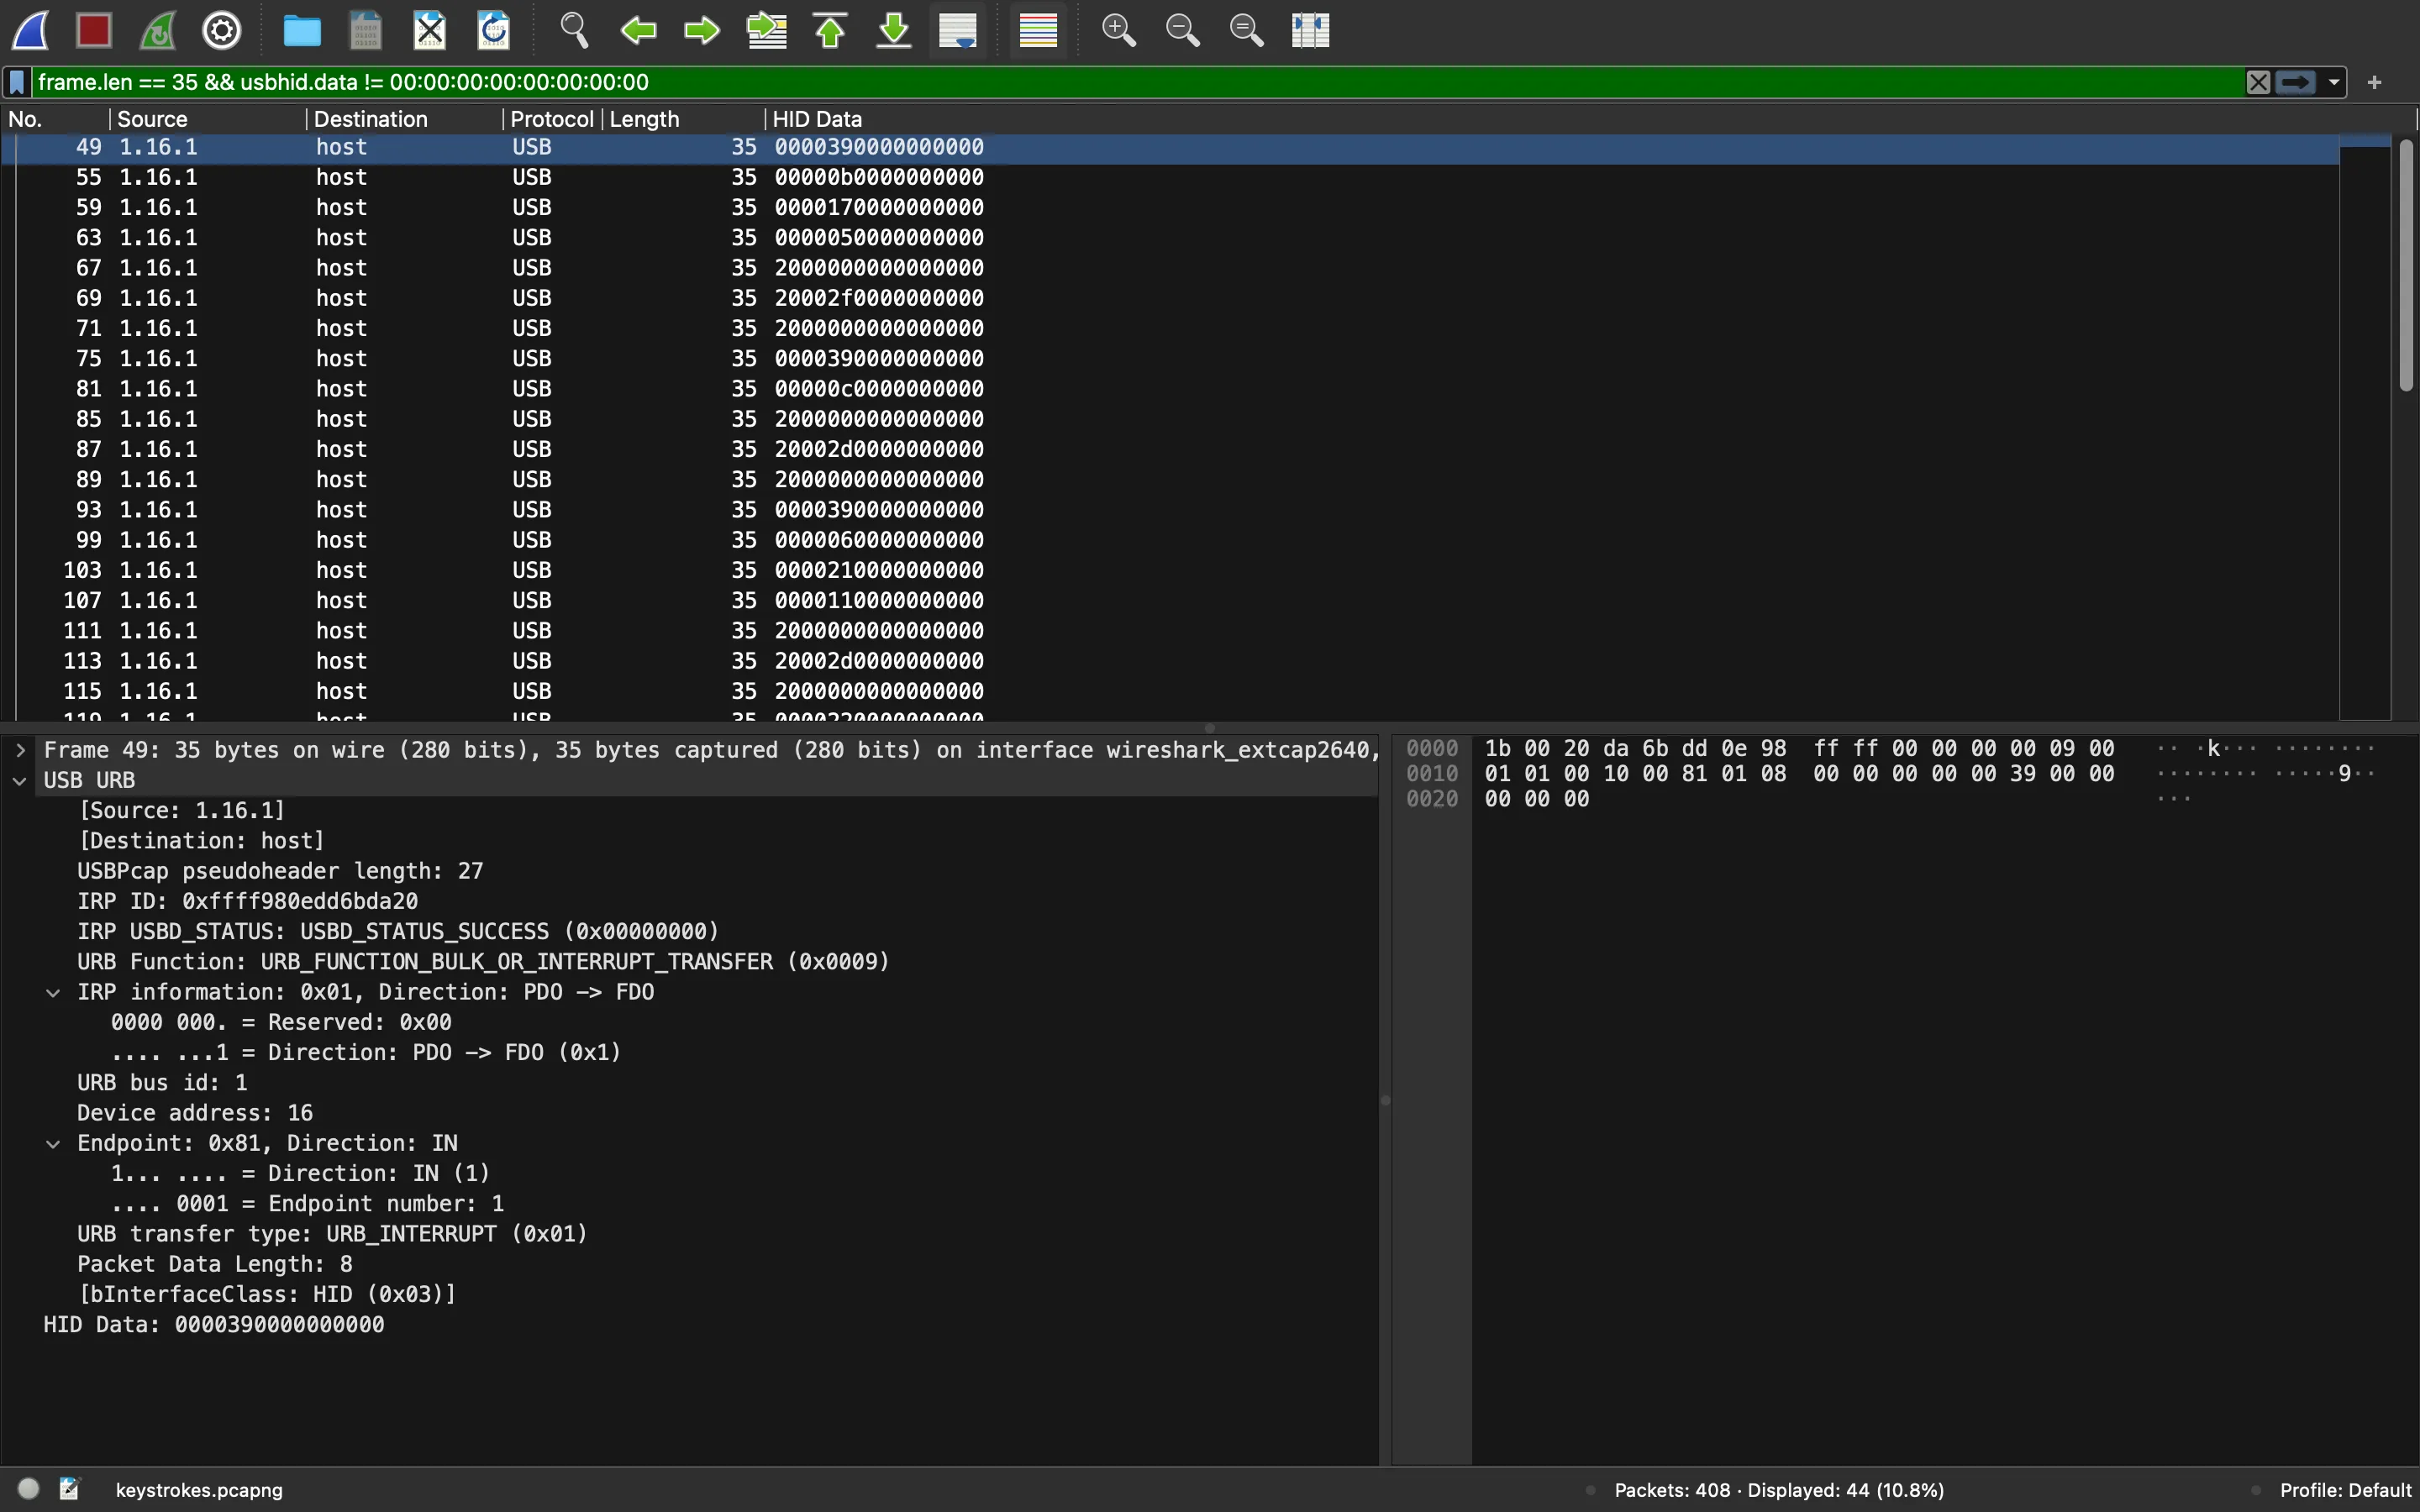 frame.len == 35 && usbhid.data != 00:00:00:00:00:00:00:00
No. Source Destination Protocol Length HID Data
49 1.16.1 host USB 35 0000390000000000
55 1.16.1 host USB 35 00000b0000000000
59 1.16.1 host USB 35 0000170000000000
63 1.16.1 host USB 35 0000050000000000
67 1.16.1 host USB 35 2000000000000000
69 1.16.1 host USB 35 20002f0000000000
71 1.16.1 host USB 35 2000000000000000
75 1.16.1 host USB 35 0000390000000000
81 1.16.1 host USB 35 00000c0000000000
85 1.16.1 host USB 35 2000000000000000
87 1.16.1 host USB 35 20002d0000000000
89 1.16.1 host USB 35 2000000000000000
93 1.16.1 host USB 35 0000390000000000
99 1.16.1 host USB 35 0000060000000000
103 1.16.1 host USB 35 0000210000000000
107 1.16.1 host USB 35 0000110000000000
111 1.16.1 host USB 35 2000000000000000
113 1.16.1 host USB 35 20002d0000000000
115 1.16.1 host USB 35 2000000000000000
119 1.16.1 host USB 35
Frame 49: 35 bytes on wire (280 bits), 35 bytes captured (280 bits) on interface wireshark_extcap2640,
USB URB
[Source: 1.16.1]
[Destination: host]
USBPcap pseudoheader length: 27
IRP ID: 0xffff980edd6bda20
IRP USBD_STATUS: USBD_STATUS_SUCCESS (0x00000000)
URB Function: URB_FUNCTION_BULK_OR_INTERRUPT_TRANSFER (0x0009)
IRP information: 0x01, Direction: PDO -> FDO
0000 000. = Reserved: 0x00
.... ...1 = Direction: PDO -> FDO (0x1)
URB bus id: 1
Device address: 16
Endpoint: 0x81, Direction: IN
1... .... = Direction: IN (1)
.... 0001 = Endpoint number: 1
URB transfer type: URB_INTERRUPT (0x01)
Packet Data Length: 8
[bInterfaceClass: HID (0x03)]
HID Data: 0000390000000000
0000 1b 00 20 da 6b dd 0e 98 ff ff 00 00 00 00 09 00 ·· ·k··· ········
0010 01 01 00 10 00 81 01 08 00 00 00 00 00 39 00 00 ········ ·····9··
0020 00 00 00 ···
keystrokes.pcapng
Packets: 408 · Displayed: 44 (10.8%)
Profile: Default